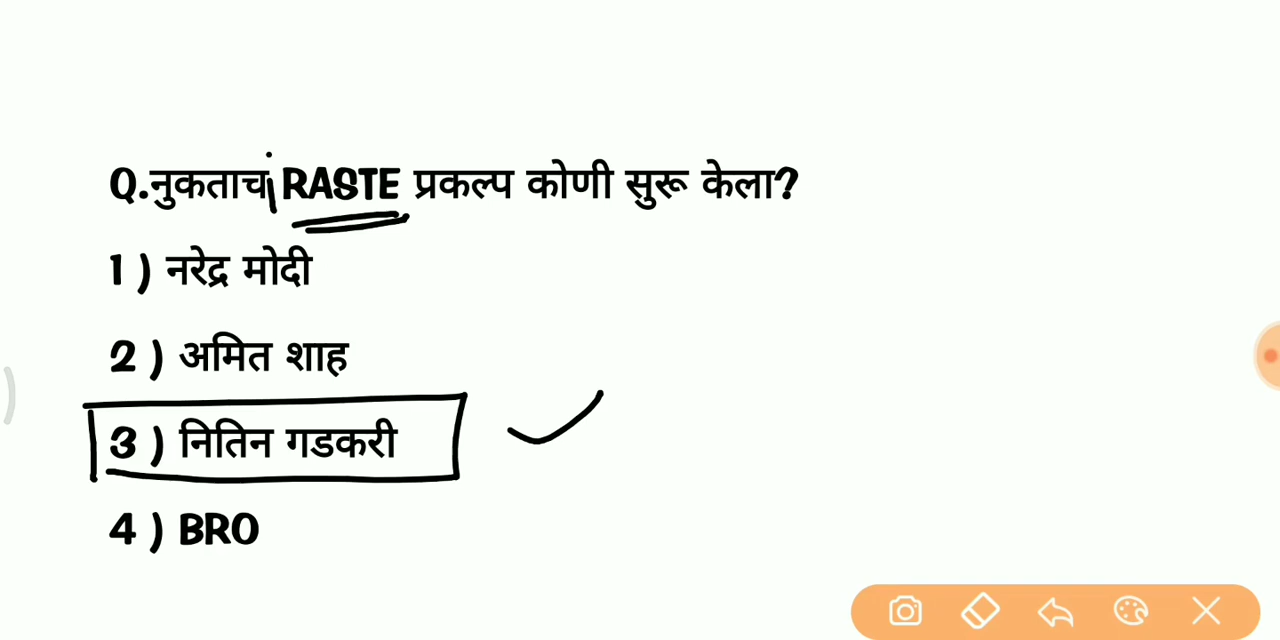 Q.नुकताच RASTE प्रकल्प कोणी सुरू केला?
1 ) नरेद्र मोदी
2 ) अमित शाह
3 ) नितिन गडकरी
4 ) BRO